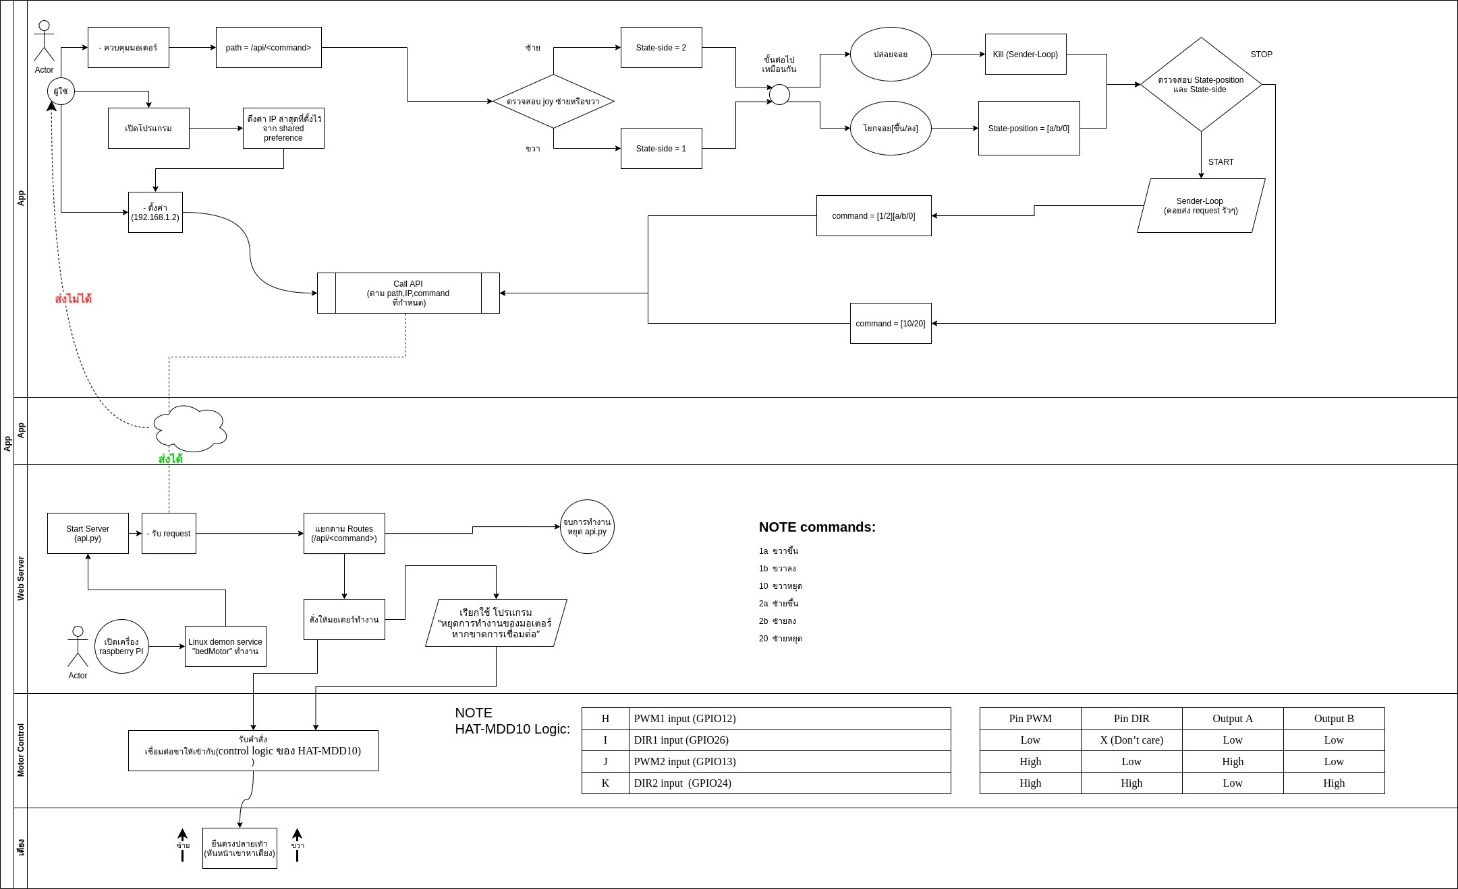 App
App
Actor
ผู้ใช้
- ควบคุมมอเตอร์
path = /api/<command>
เปิดโปรแกรม
ดึงค่า IP ล่าสุดที่ตั้งไว้
จาก shared
preference
- ตั้งค่า
(192.168.1.2)
ซ้าย
ตรวจสอบ joy ซ้ายหรือขวา
ขวา
State-side = 2
State-side = 1
ขั้นต่อไป
เหมือนกัน
ปล่อยจอย
โยกจอย[ขึ้น/ลง]
Kill (Sender-Loop)
State-position = [a/b/0]
ตรวจสอบ State-position
และ State-side
STOP
START
Sender-Loop
(คอยส่ง request รัวๆ)
command = [1/2][a/b/0]
command = [10/20]
Call API
(ตาม path,IP,command
ที่กำหนด)
ส่งไม่ได้
App
ส่งได้
Web Server
Start Server
(api.py)
- รับ request
แยกตาม Routes
(/api/<command>)
จบการทำงาน
หยุด api.py
สั่งให้มอเตอร์ทำงาน
เรียกใช้ โปรแกรม
"หยุดการทำงานของมอเตอร์
หากขาดการเชื่อมต่อ"
Actor
เปิดเครื่อง
raspberry PI
Linux demon service
"bedMotor" ทำงาน
NOTE commands:
1a ขวาขึ้น
1b ขวาลง
10 ขวาหยุด
2a ซ้ายขึ้น
2b ซ้ายลง
20 ซ้ายหยุด
Motor Control
รับคำสั่ง
เชื่อมต่อขาให้เข้ากับ(control logic ของ HAT-MDD10)
)
NOTE
HAT-MDD10 Logic:
H PWM1 input (GPIO12)
I DIR1 input (GPIO26)
J PWM2 input (GPIO13)
K DIR2 input (GPIO24)
Pin PWM Pin DIR Output A Output B
Low X (Don't care) Low Low
High Low High Low
High High Low High
เตียง
ซ้าย
ยืนตรงปลายเท้า
(หันหน้าเขาหาเตียง)
ขวา